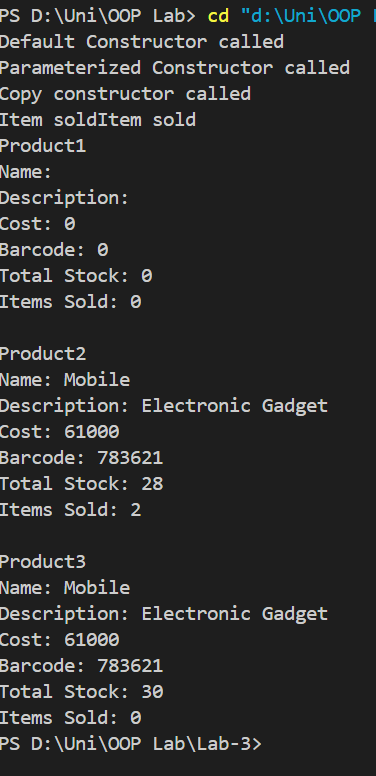 PS D:\Uni\OOP Lab> cd "d:\Uni\OOP
Default Constructor called
Parameterized Constructor called
Copy constructor called
Item soldItem sold
Product1
Name:
Description:
Cost: 0
Barcode: 0
Total Stock: 0
Items Sold: 0

Product2
Name: Mobile
Description: Electronic Gadget
Cost: 61000
Barcode: 783621
Total Stock: 28
Items Sold: 2

Product3
Name: Mobile
Description: Electronic Gadget
Cost: 61000
Barcode: 783621
Total Stock: 30
Items Sold: 0
PS D:\Uni\OOP Lab\Lab-3>